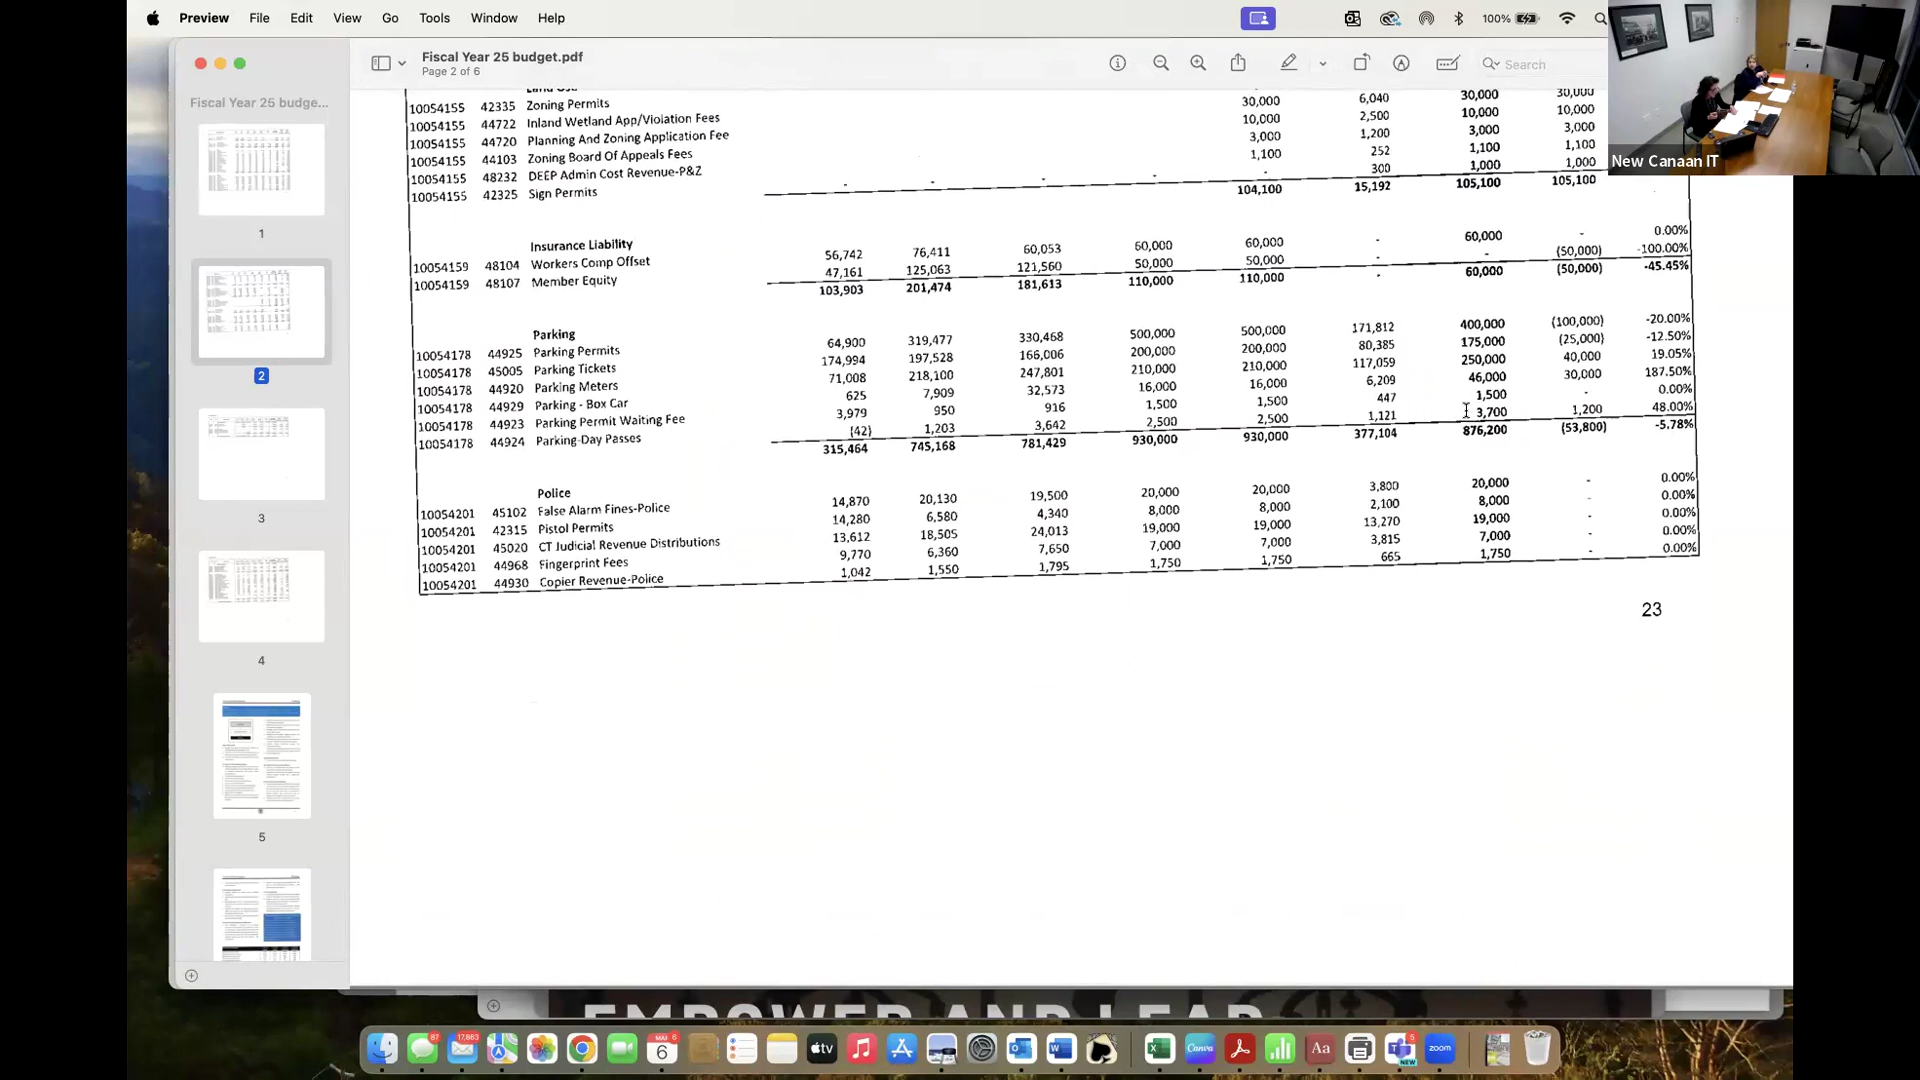 Preview File Edit View Go Tools Window Help 100%
Fiscal Year 25 budget.pdf
Page 2 of 6
Search
New Canaan IT
Fiscal Year 25 budge...
1
2
3
4
5
30,000 30,000
10054155 42335 Zoning Permits 30,000 6,040 10,000 10,000
10054155 44722 Inland Wetland App/Violation Fees 10,000 2,500 3,000 3,000
10054155 44720 Planning And Zoning Application Fee 3,000 1,200 1,100 1,100
10054155 44103 Zoning Board Of Appeals Fees 1,100 252 1,000 1,000
10054155 48232 DEEP Admin Cost Revenue-P&Z - 300
10054155 42325 Sign Permits - - - - 104,100 15,192 105,100 105,100
Insurance Liability
10054159 48104 Workers Comp Offset 56,742 76,411 60,053 60,000 60,000 - 60,000 - 0.00%
10054159 48107 Member Equity 47,161 125,063 121,560 50,000 50,000 - - (50,000) -100.00%
103,903 201,474 181,613 110,000 110,000 - 60,000 (50,000) -45.45%
Parking
10054178 44925 Parking Permits 64,900 319,477 330,468 500,000 500,000 171,812 400,000 (100,000) -20.00%
10054178 45005 Parking Tickets 174,994 197,528 166,006 200,000 200,000 80,385 175,000 (25,000) -12.50%
10054178 44920 Parking Meters 71,008 218,100 247,801 210,000 210,000 117,059 250,000 40,000 19.05%
10054178 44929 Parking - Box Car 625 7,909 32,573 16,000 16,000 6,209 46,000 30,000 187.50%
10054178 44923 Parking Permit Waiting Fee 3,979 950 916 1,500 1,500 447 1,500 - 0.00%
10054178 44924 Parking-Day Passes (42) 1,203 3,642 2,500 2,500 1,121 3,700 1,200 48.00%
315,464 745,168 781,429 930,000 930,000 377,104 876,200 (53,800) -5.78%
Police
10054201 45102 False Alarm Fines-Police 14,870 20,130 19,500 20,000 20,000 3,800 20,000 - 0.00%
10054201 42315 Pistol Permits 14,280 6,580 4,340 8,000 8,000 2,100 8,000 - 0.00%
10054201 45020 CT Judicial Revenue Distributions 13,612 18,505 24,013 19,000 19,000 13,270 19,000 - 0.00%
10054201 44968 Fingerprint Fees 9,770 6,360 7,650 7,000 7,000 3,815 7,000 - 0.00%
10054201 44930 Copier Revenue-Police 1,042 1,550 1,795 1,750 1,750 665 1,750 - 0.00%
23
EMPOWER AND LEAD
87 17,863 6 tv Canva Aa NEW 5 zoom